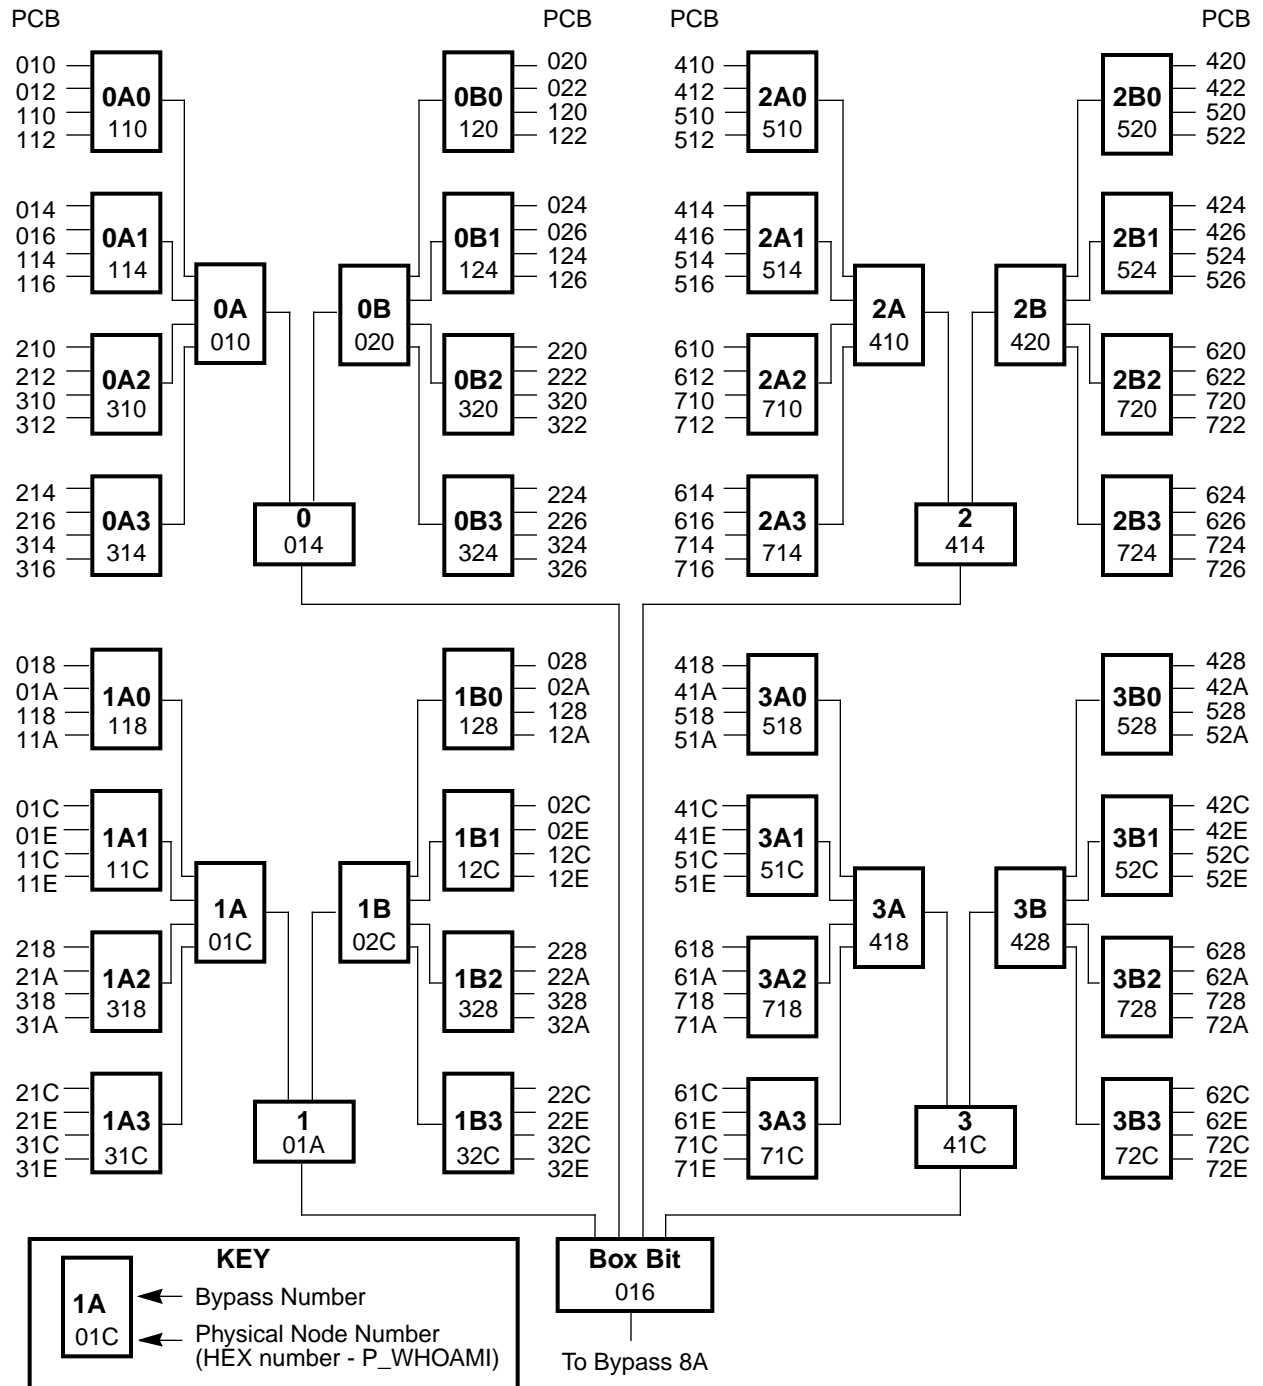 PCB PCB PCB PCB
010
012
110
112
0A0
110
0B0
120
020
022
120
122
410
412
510
512
2A0
510
2B0
520
420
422
520
522
014
016
114
116
0A1
114
0B1
124
024
026
124
126
414
416
514
516
2A1
514
2B1
524
424
426
524
526
0A
010
0B
020
2A
410
2B
420
210
212
310
312
0A2
310
0B2
320
220
222
320
322
610
612
710
712
2A2
710
2B2
720
620
622
720
722
214
216
314
316
0A3
314
0
014
0B3
324
224
226
324
326
614
616
714
716
2A3
714
2
414
2B3
724
624
626
724
726
018
01A
118
11A
1A0
118
1B0
128
028
02A
128
12A
418
41A
518
51A
3A0
518
3B0
528
428
42A
528
52A
01C
01E
11C
11E
1A1
11C
1B1
12C
02C
02E
12C
12E
41C
41E
51C
51E
3A1
51C
3B1
52C
42C
42E
52C
52E
1A
01C
1B
02C
3A
418
3B
428
218
21A
318
31A
1A2
318
1B2
328
228
22A
328
32A
618
61A
718
71A
3A2
718
3B2
728
628
62A
728
72A
21C
21E
31C
31E
1A3
31C
1
01A
1B3
32C
22C
22E
32C
32E
61C
61E
71C
71E
3A3
71C
3
41C
3B3
72C
62C
62E
72C
72E
KEY
1A
01C
Bypass Number
Physical Node Number
(HEX number - P_WHOAMI)
Box Bit
016
To Bypass 8A